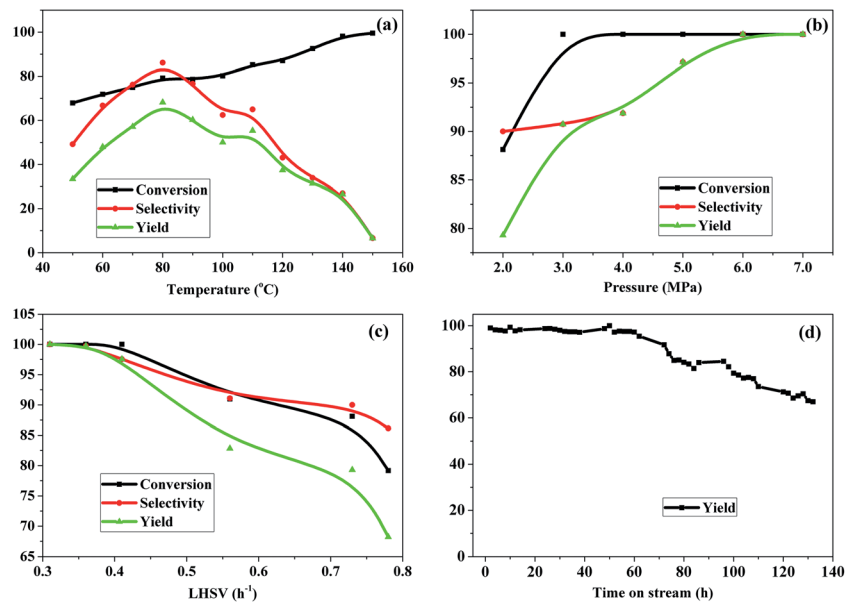 (a)
100
80
60
40
20
0
Conversion
Selectivity
Yield
40 60 80 100 120 140 160
Temperature (°C)
(b)
100
95
90
85
80
Conversion
Selectivity
Yield
2.0 3.0 4.0 5.0 6.0 7.0
Pressure (MPa)
(c)
105
100
95
90
85
80
75
70
65
Conversion
Selectivity
Yield
0.3 0.4 0.5 0.6 0.7 0.8
LHSV (h⁻¹)
(d)
100
80
60
40
20
0
Yield
0 20 40 60 80 100 120 140
Time on stream (h)